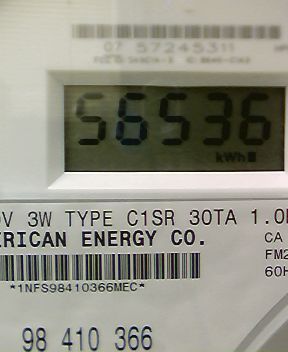 07 57245311
56536
kWh
V 3W TYPE C1SR 30TA 1.0
RICAN ENERGY CO.
CA
FM2
60H
*1NFS98410366MEC*
98 410 366